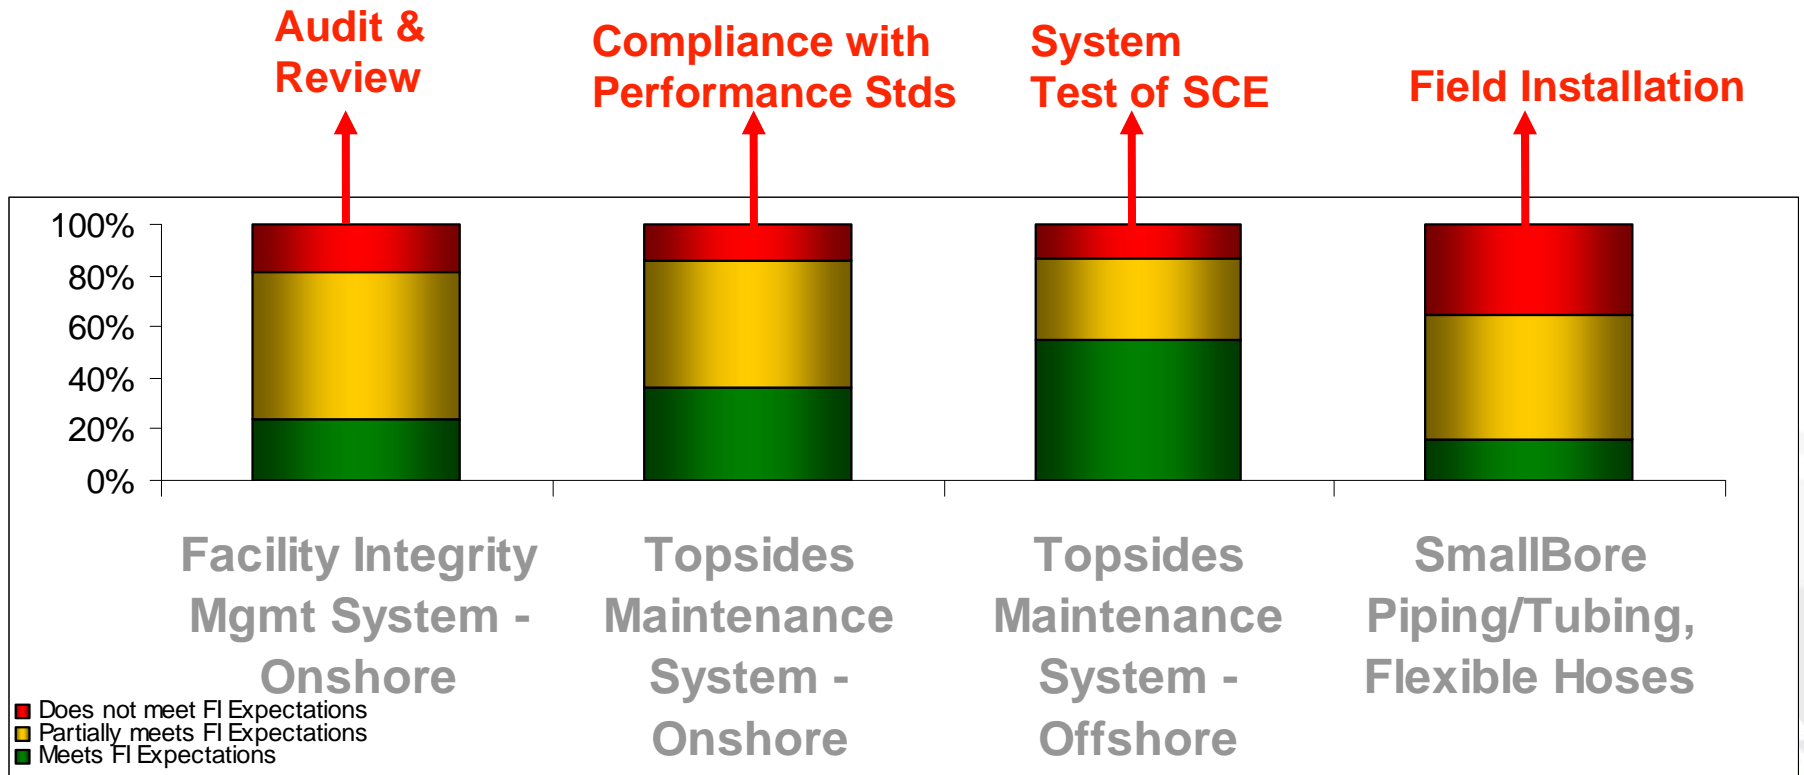 Audit &
Review
Compliance with
Performance Stds
System
Test of SCE
Field Installation
100%
80%
60%
40%
20%
0%
Facility Integrity
Mgmt System -
Onshore
Topsides
Maintenance
System -
Onshore
Topsides
Maintenance
System -
Offshore
SmallBore
Piping/Tubing,
Flexible Hoses
Does not meet FI Expectations
Partially meets FI Expectations
Meets FI Expectations